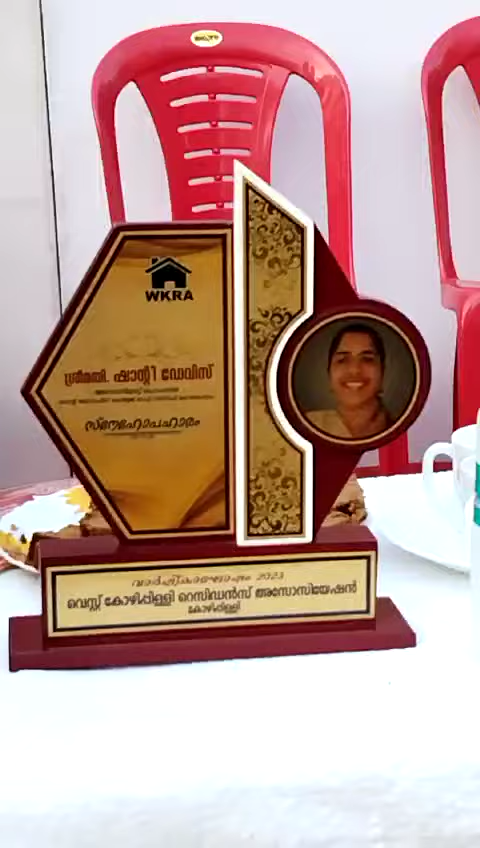 WKRA
ശ്രീമതി. ഷാന്റി ഡേവിസ്
സ്നേഹോപഹാരം
വാർഷികാഘോഷം 2023
വെസ്റ്റ് കോഴിപ്പിള്ളി റെസിഡൻസ് അസോസിയേഷൻ
കോഴിപ്പിള്ളി